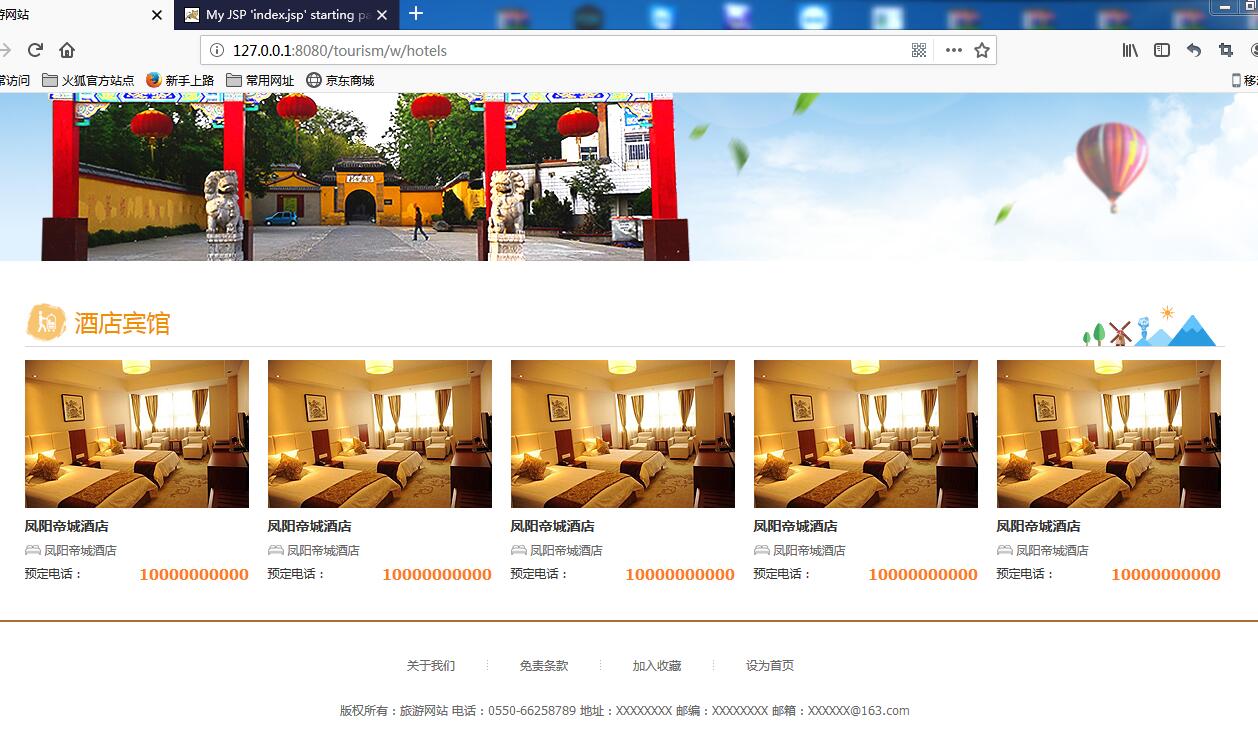 游网站
My JSP 'index.jsp' starting pa
127.0.0.1:8080/tourism/w/hotels
常访问 火狐官方站点 新手上路 常用网址 京东商城 移动
酒店宾馆
凤阳帝城酒店 凤阳帝城酒店 凤阳帝城酒店 凤阳帝城酒店 凤阳帝城酒店
凤阳帝城酒店 凤阳帝城酒店 凤阳帝城酒店 凤阳帝城酒店 凤阳帝城酒店
预定电话： 10000000000 预定电话： 10000000000 预定电话： 10000000000 预定电话： 10000000000 预定电话： 10000000000
关于我们 免责条款 加入收藏 设为首页
版权所有：旅游网站 电话：0550-66258789 地址：XXXXXXXX 邮编：XXXXXXXX 邮箱：XXXXXX@163.com